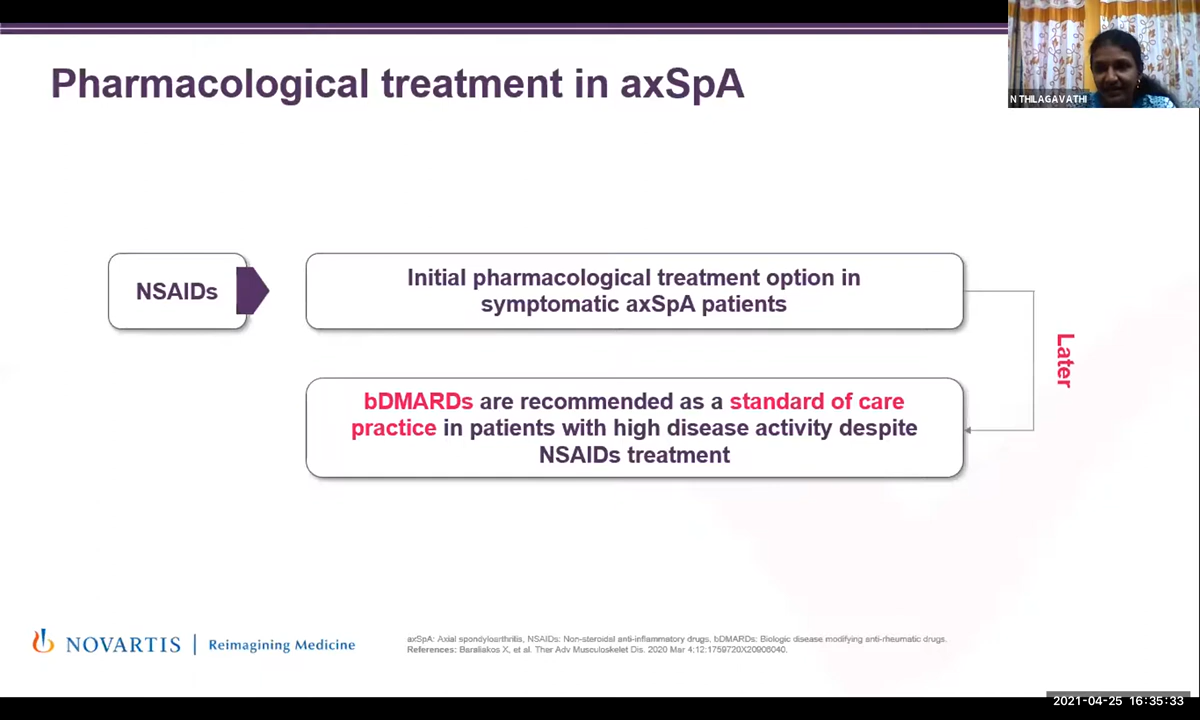 Pharmacological treatment in axSpA
N THILAGAVATHI
NSAIDs
Initial pharmacological treatment option in
symptomatic axSpA patients
Later
bDMARDs are recommended as a standard of care
practice in patients with high disease activity despite
NSAIDs treatment
NOVARTIS | Reimagining Medicine
axSpA: Axial spondyloarthritis, NSAIDs: Non-steroidal anti-inflammatory drugs, bDMARDs: Biologic disease modifying anti-rheumatic drugs.
References: Baraliakos X, et al. Ther Adv Musculoskelet Dis. 2020 Mar 4;12:1759720X20906040.
2021-04-25 16:35:33